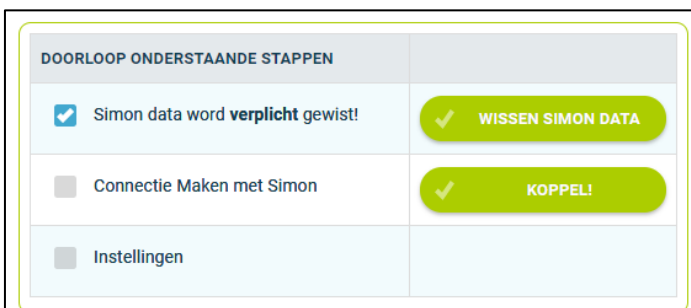 DOORLOOP ONDERSTAANDE STAPPEN
Simon data word verplicht gewist! WISSEN SIMON DATA
Connectie Maken met Simon KOPPEL!
Instellingen